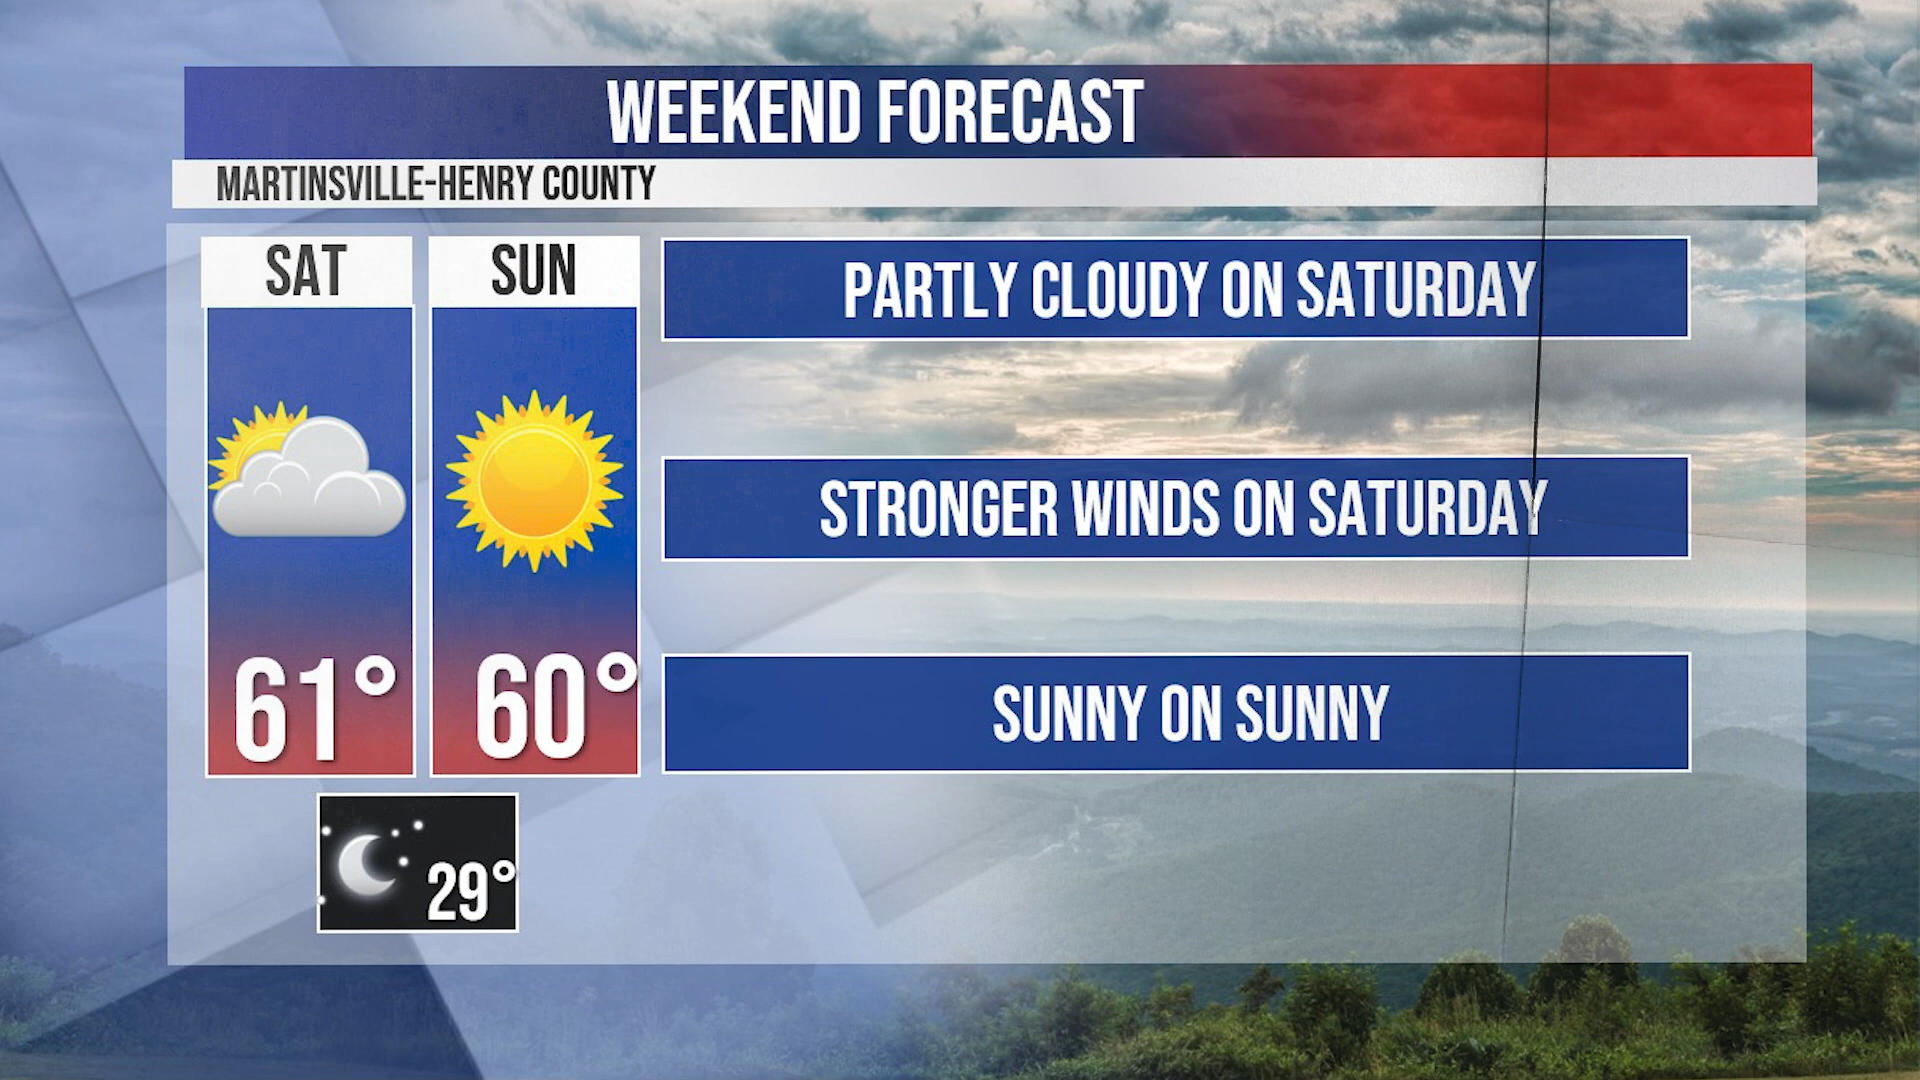 WEEKEND FORECAST
MARTINSVILLE-HENRY COUNTY
SAT
SUN
PARTLY CLOUDY ON SATURDAY
STRONGER WINDS ON SATURDAY
SUNNY ON SUNNY
61°
60°
29°